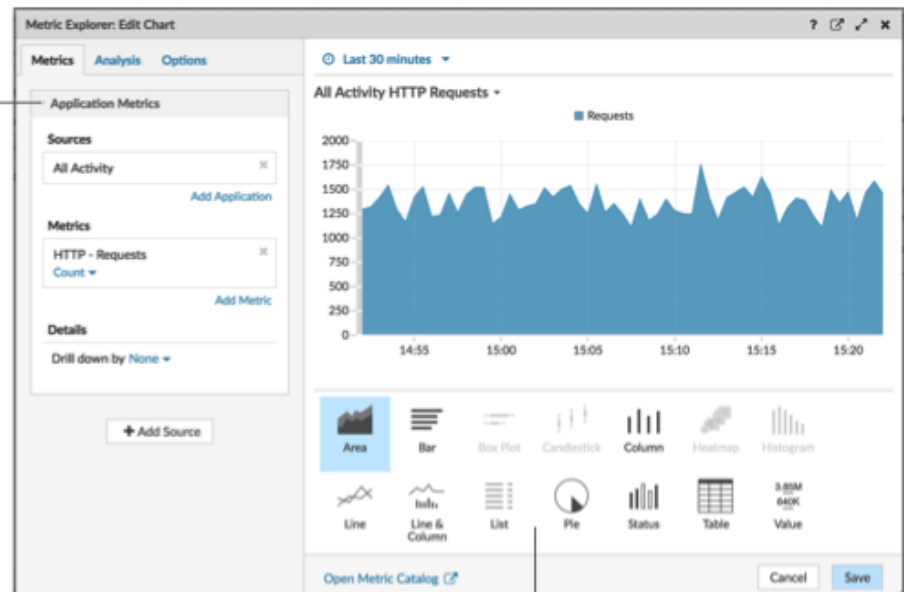 Metric Explorer: Edit Chart
?
Metrics Analysis Options
Application Metrics
Sources
All Activity
Add Application
Metrics
HTTP - Requests
Count
Add Metric
Details
Drill down by None
+ Add Source
Last 30 minutes
All Activity HTTP Requests
Requests
2000
1750
1500
1250
1000
750
500
250
0
14:55 15:00 15:05 15:10 15:15 15:20
Area Bar Box Plot Candlestick Column Heatmap Histogram
3.85M
640K
Line Line & Column List Pie Status Table Value
Open Metric Catalog
Cancel Save